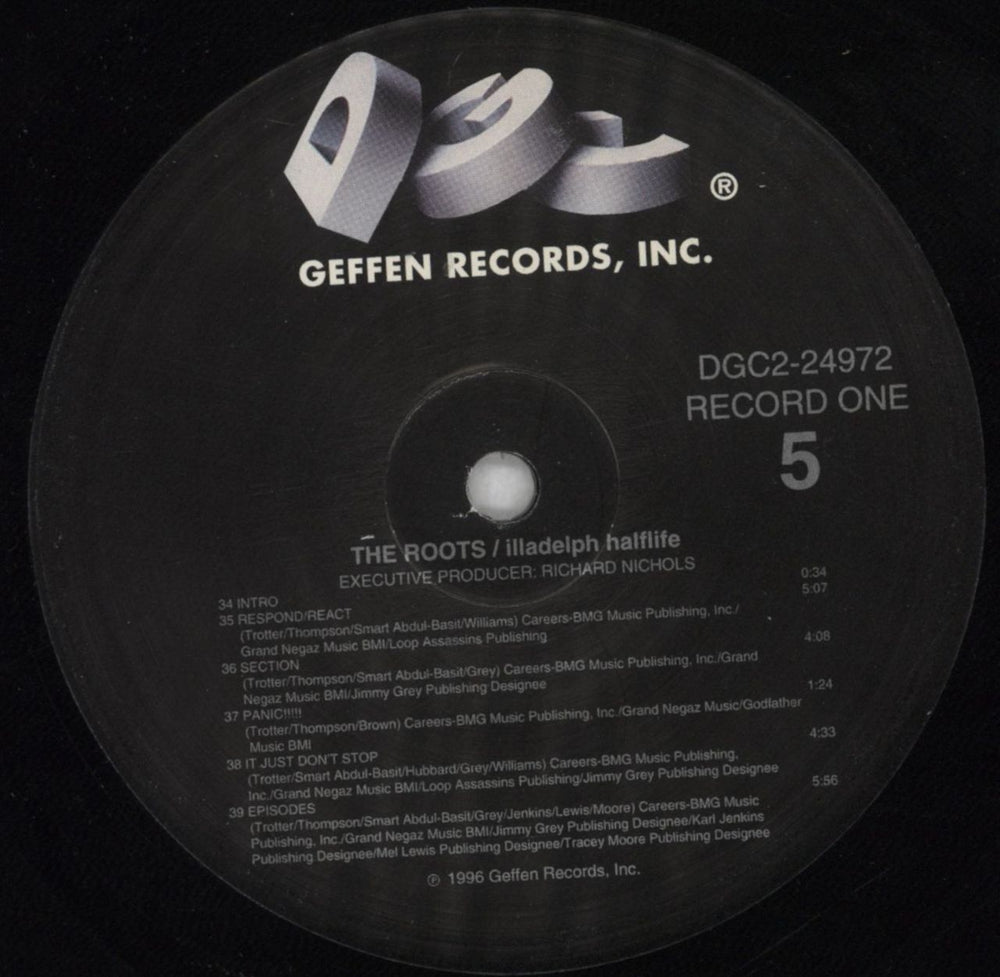 DGC
®
GEFFEN RECORDS, INC.
DGC2-24972
RECORD ONE
5
THE ROOTS / illadelph halflife
EXECUTIVE PRODUCER: RICHARD NICHOLS
34 INTRO 0:34
35 RESPOND/REACT 5:07
(Trotter/Thompson/Smart Abdul-Basit/Williams) Careers-BMG Music Publishing, Inc./
Grand Negaz Music BMI/Loop Assassins Publishing
36 SECTION 4:08
(Trotter/Thompson/Smart Abdul-Basit/Grey) Careers-BMG Music Publishing, Inc./Grand
Negaz Music BMI/Jimmy Grey Publishing Designee
37 PANIC!!!!! 1:24
(Trotter/Thompson/Brown) Careers-BMG Music Publishing, Inc./Grand Negaz Music/Godfather
Music BMI
38 IT JUST DON'T STOP 4:33
(Trotter/Smart Abdul-Basit/Hubbard/Grey/Williams) Careers-BMG Music Publishing,
Inc./Grand Negaz Music BMI/Loop Assassins Publishing/Jimmy Grey Publishing Designee
39 EPISODES 5:56
(Trotter/Thompson/Smart Abdul-Basit/Grey/Jenkins/Lewis/Moore) Careers-BMG Music
Publishing, Inc./Grand Negaz Music BMI/Jimmy Grey Publishing Designee/Karl Jenkins
Publishing Designee/Mel Lewis Publishing Designee/Tracey Moore Publishing Designee
℗ 1996 Geffen Records, Inc.